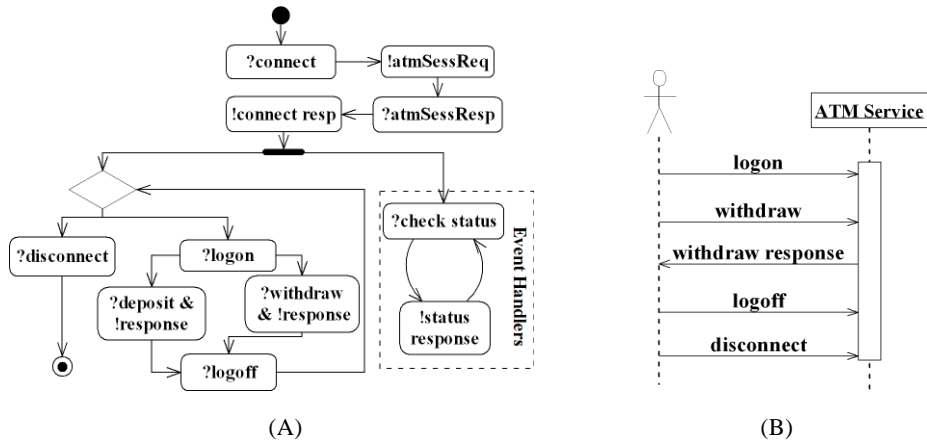 ?connect
!atmSessReq
!connect resp
?atmSessResp
?check status
?disconnect
?logon
?deposit &
!response
?withdraw
& !response
!status
response
?logoff
Event Handlers
(A)
ATM Service
logon
withdraw
withdraw response
logoff
disconnect
(B)